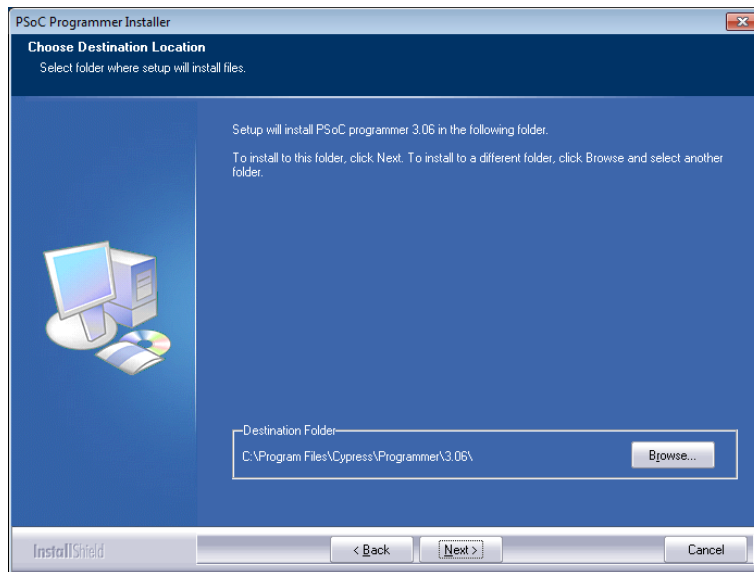 PSoC Programmer Installer
Choose Destination Location
Select folder where setup will install files.
Setup will install PSoC programmer 3.06 in the following folder.
To install to this folder, click Next. To install to a different folder, click Browse and select another
folder.
Destination Folder
C:\Program Files\Cypress\Programmer\3.06\
Browse...
InstallShield
< Back
Next >
Cancel